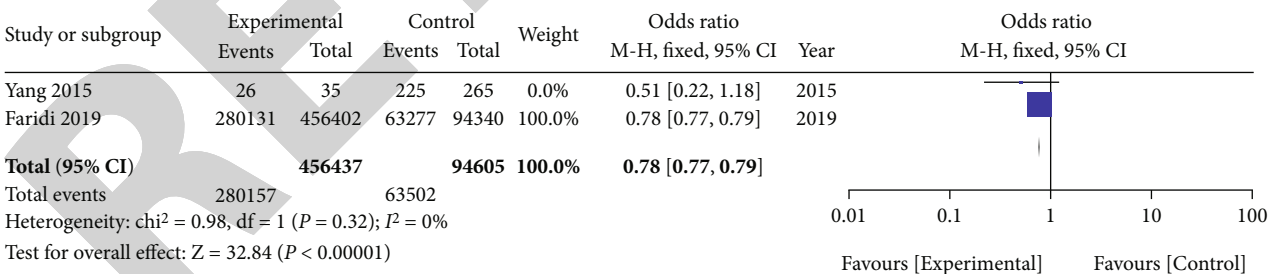 Study or subgroup Experimental Control Weight Odds ratio Year Odds ratio
Events Total Events Total M-H, fixed, 95% CI M-H, fixed, 95% CI
Yang 2015 26 35 225 265 0.0% 0.51 [0.22, 1.18] 2015
Faridi 2019 280131 456402 63277 94340 100.0% 0.78 [0.77, 0.79] 2019
Total (95% CI) 456437 94605 100.0% 0.78 [0.77, 0.79]
Total events 280157 63502
Heterogeneity: chi² = 0.98, df = 1 (P = 0.32); I² = 0%
Test for overall effect: Z = 32.84 (P < 0.00001)
0.01 0.1 1 10 100
Favours [Experimental] Favours [Control]